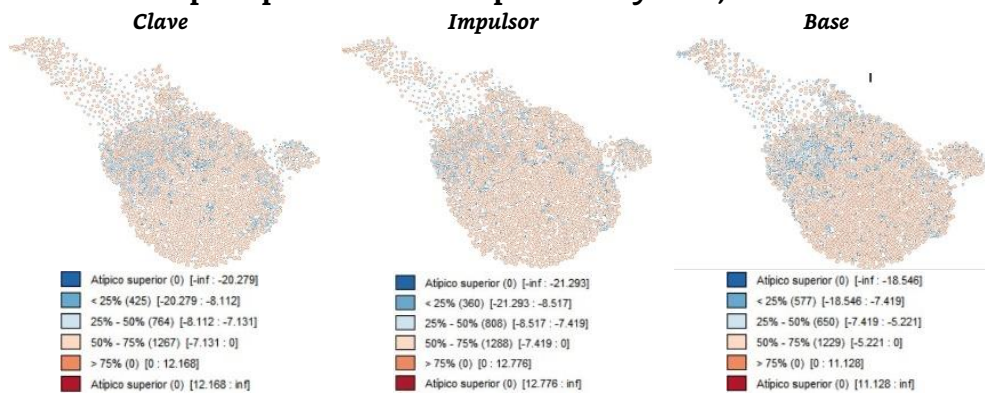 Clave
Impulsor
Base
Atípico superior (0) [-inf : -20.279]
< 25% (425) [-20.279 : -8.112]
25% - 50% (764) [-8.112 : -7.131]
50% - 75% (1267) [-7.131 : 0]
> 75% (0) [0 : 12.168]
Atípico superior (0) [12.168 : inf]
Atípico superior (0) [-inf : -21.293]
< 25% (360) [-21.293 : -8.517]
25% - 50% (808) [-8.517 : -7.419]
50% - 75% (1288) [-7.419 : 0]
> 75% (0) [0 : 12.776]
Atípico superior (0) [12.776 : inf]
Atípico superior (0) [-inf : -18.546]
< 25% (577) [-18.546 : -7.419]
25% - 50% (650) [-7.419 : -5.221]
50% - 75% (1229) [-5.221 : 0]
> 75% (0) [0 : 11.128]
Atípico superior (0) [11.128 : inf]